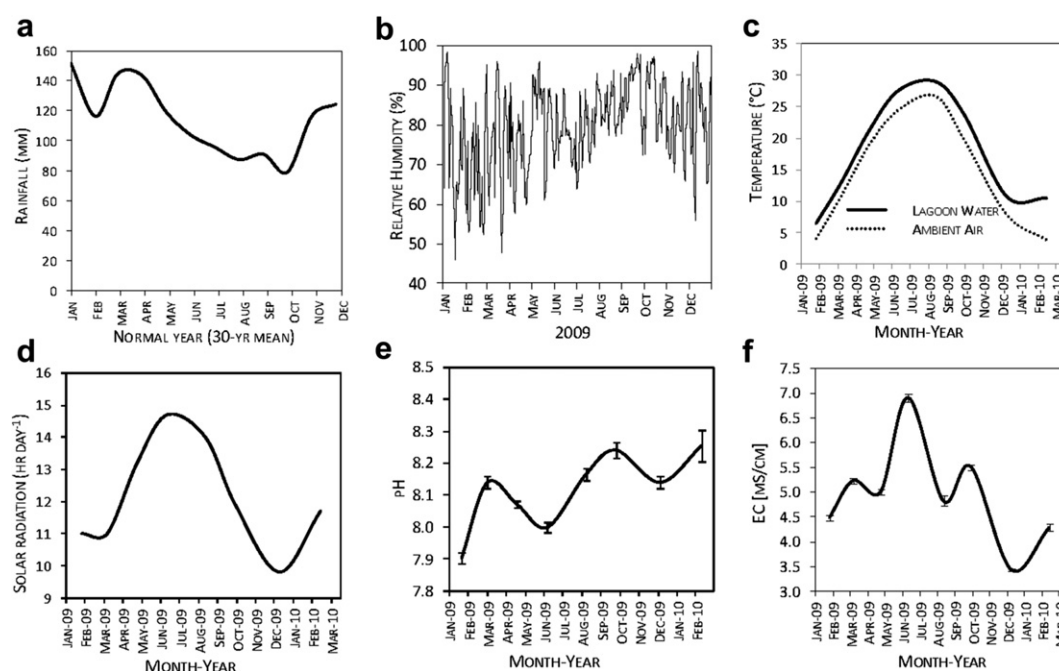 a
160
140
120
100
80
60
40
20
0
RAINFALL (MM)
JAN
FEB
MAR
APR
MAY
JUN
JUL
AUG
SEP
OCT
NOV
DEC
NORMAL YEAR (30-YR MEAN)
b
100
90
80
70
60
50
40
RELATIVE HUMIDITY (%)
JAN
FEB
MAR
APR
MAY
JUN
JUL
AUG
SEP
OCT
NOV
DEC
2009
c
35
30
25
20
15
10
5
0
TEMPERATURE (°C)
LAGOON WATER
AMBIENT AIR
JAN-09
FEB-09
MAR-09
APR-09
MAY-09
JUN-09
JUL-09
AUG-09
SEP-09
OCT-09
NOV-09
DEC-09
JAN-10
FEB-10
MAR-10
MONTH-YEAR
d
16
15
14
13
12
11
10
9
SOLAR RADIATION (HR DAY⁻¹)
JAN-09
FEB-09
MAR-09
APR-09
MAY-09
JUN-09
JUL-09
AUG-09
SEP-09
OCT-09
NOV-09
DEC-09
JAN-10
FEB-10
MAR-10
MONTH-YEAR
e
8.5
8.4
8.3
8.2
8.1
8.0
7.9
7.8
PH
JAN-09
FEB-09
MAR-09
APR-09
MAY-09
JUN-09
JUL-09
AUG-09
SEP-09
OCT-09
NOV-09
DEC-09
JAN-10
FEB-10
MONTH-YEAR
f
7.5
7.0
6.5
6.0
5.5
5.0
4.5
4.0
3.5
3.0
EC [MS/CM]
JAN-09
FEB-09
MAR-09
APR-09
MAY-09
JUN-09
JUL-09
AUG-09
SEP-09
OCT-09
NOV-09
DEC-09
JAN-10
FEB-10
MONTH-YEAR